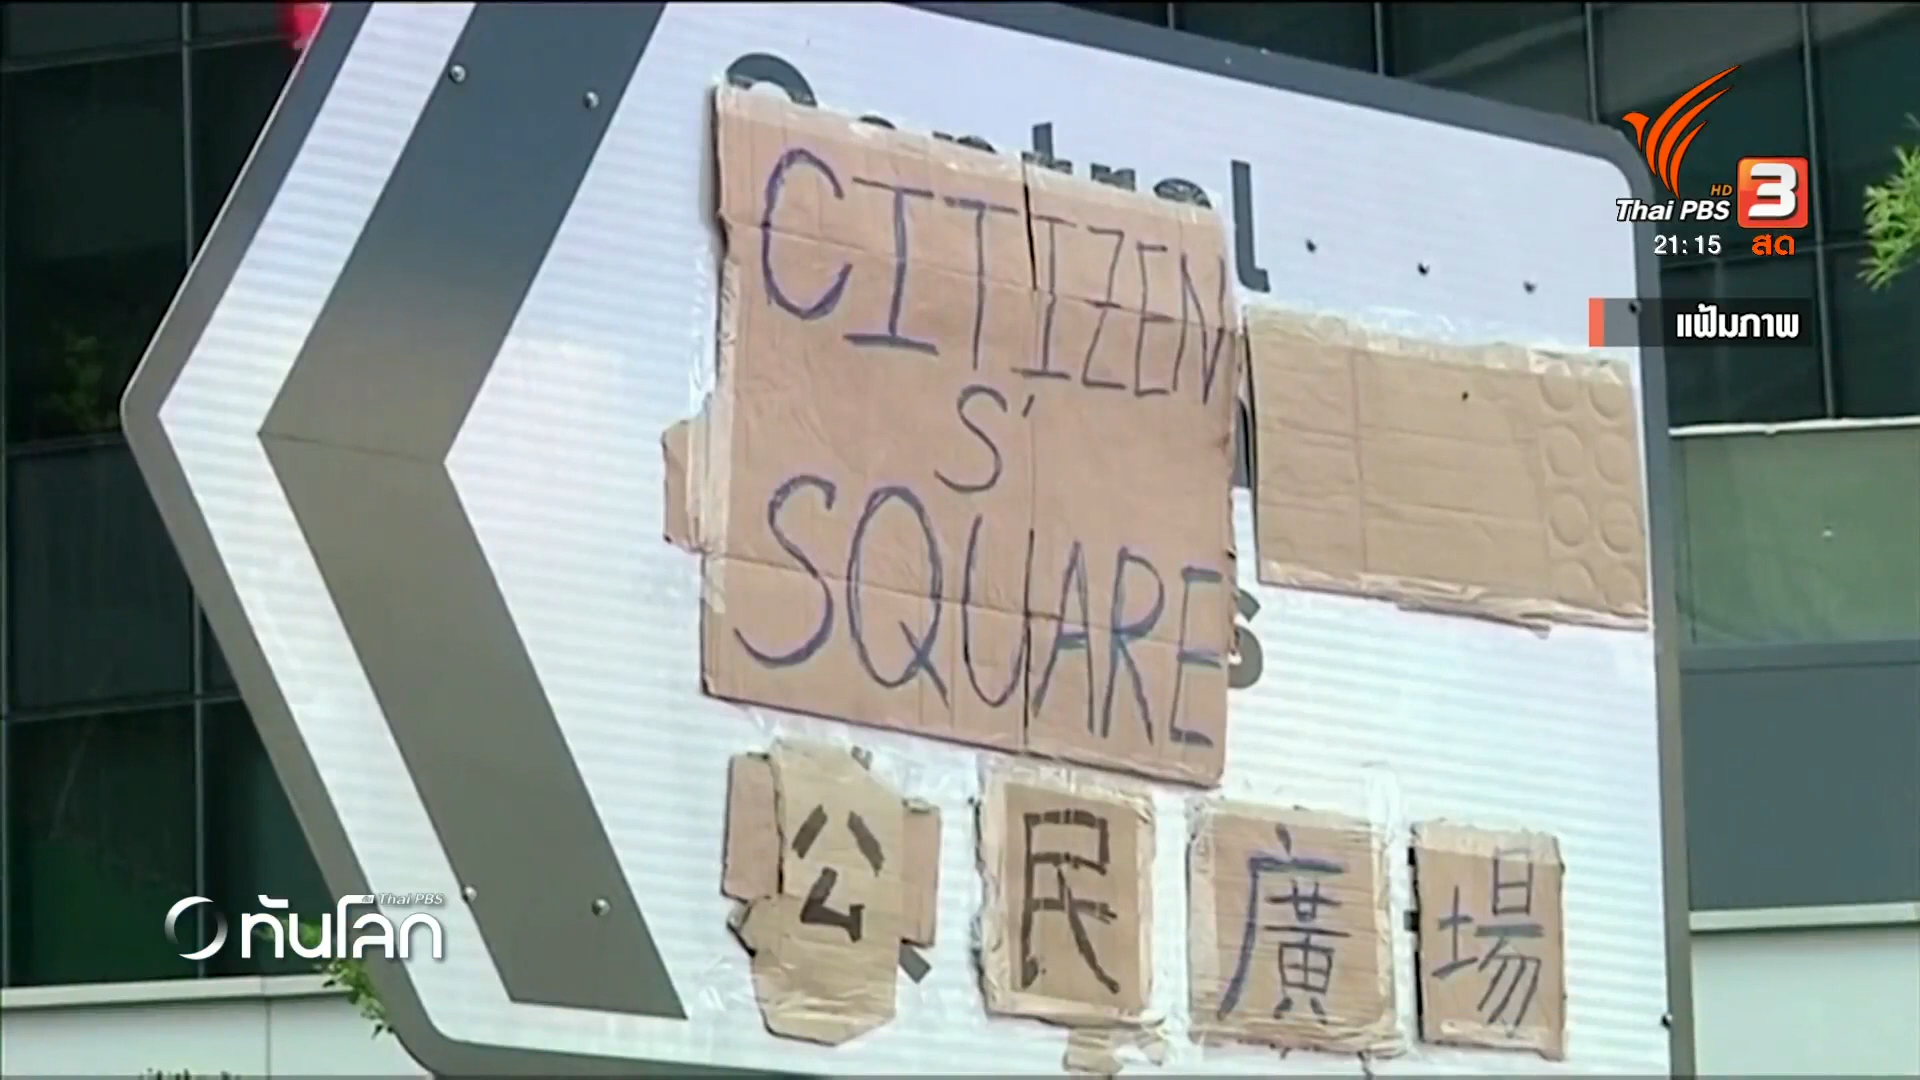 Central
CITIZEN
S'
SQUARE
公民廣場
HD
Thai PBS 3
21:15 สด
แฟ้มภาพ
Thai PBS
ทันโลก